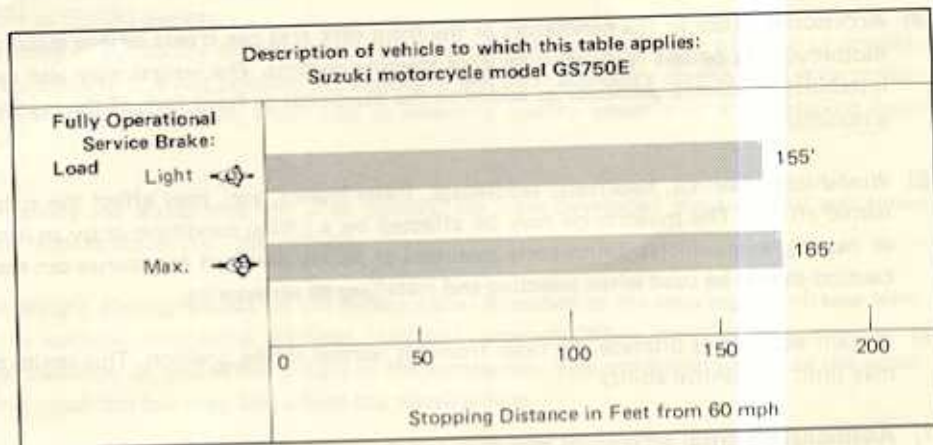 Description of vehicle to which this table applies:
Suzuki motorcycle model GS750E
Fully Operational
Service Brake:
Load
Light
155'
Max.
165'
0 50 100 150 200
Stopping Distance in Feet from 60 mph